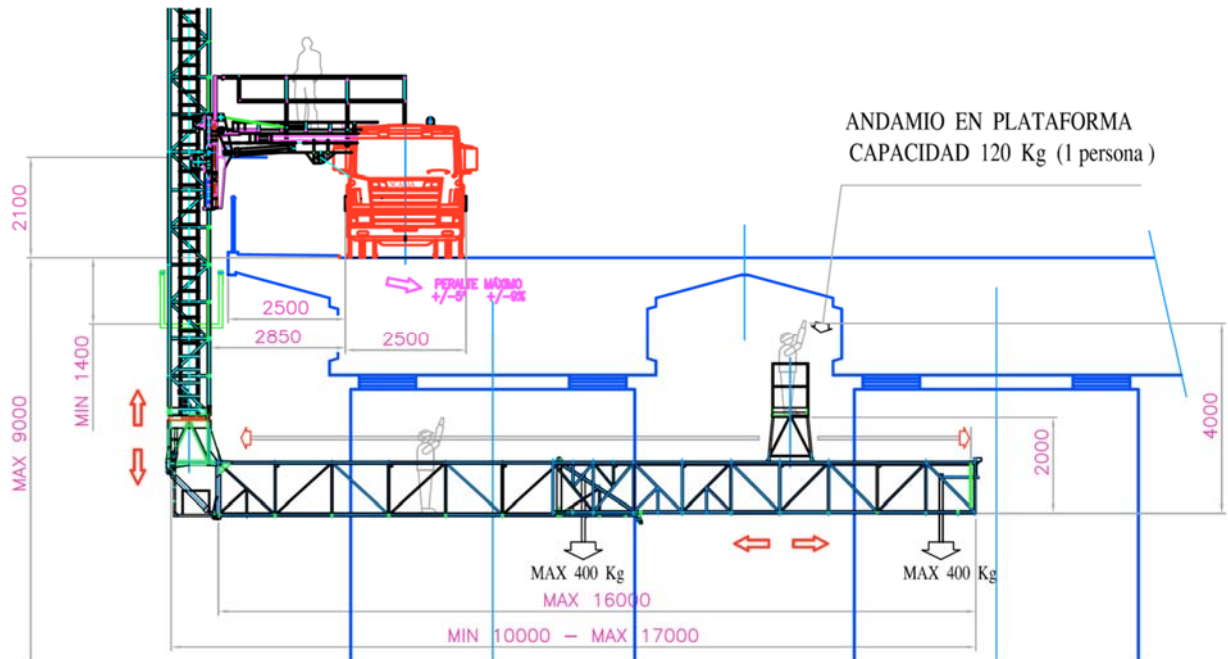 ANDAMIO EN PLATAFORMA
CAPACIDAD 120 Kg (1 persona)
2100
SCANIA
PERALTE MÁXIMO
+/-5° +/-9%
2500
2850
2500
MIN 1400
MAX 9000
4000
2000
MAX 400 Kg
MAX 400 Kg
MAX 16000
MIN 10000 – MAX 17000